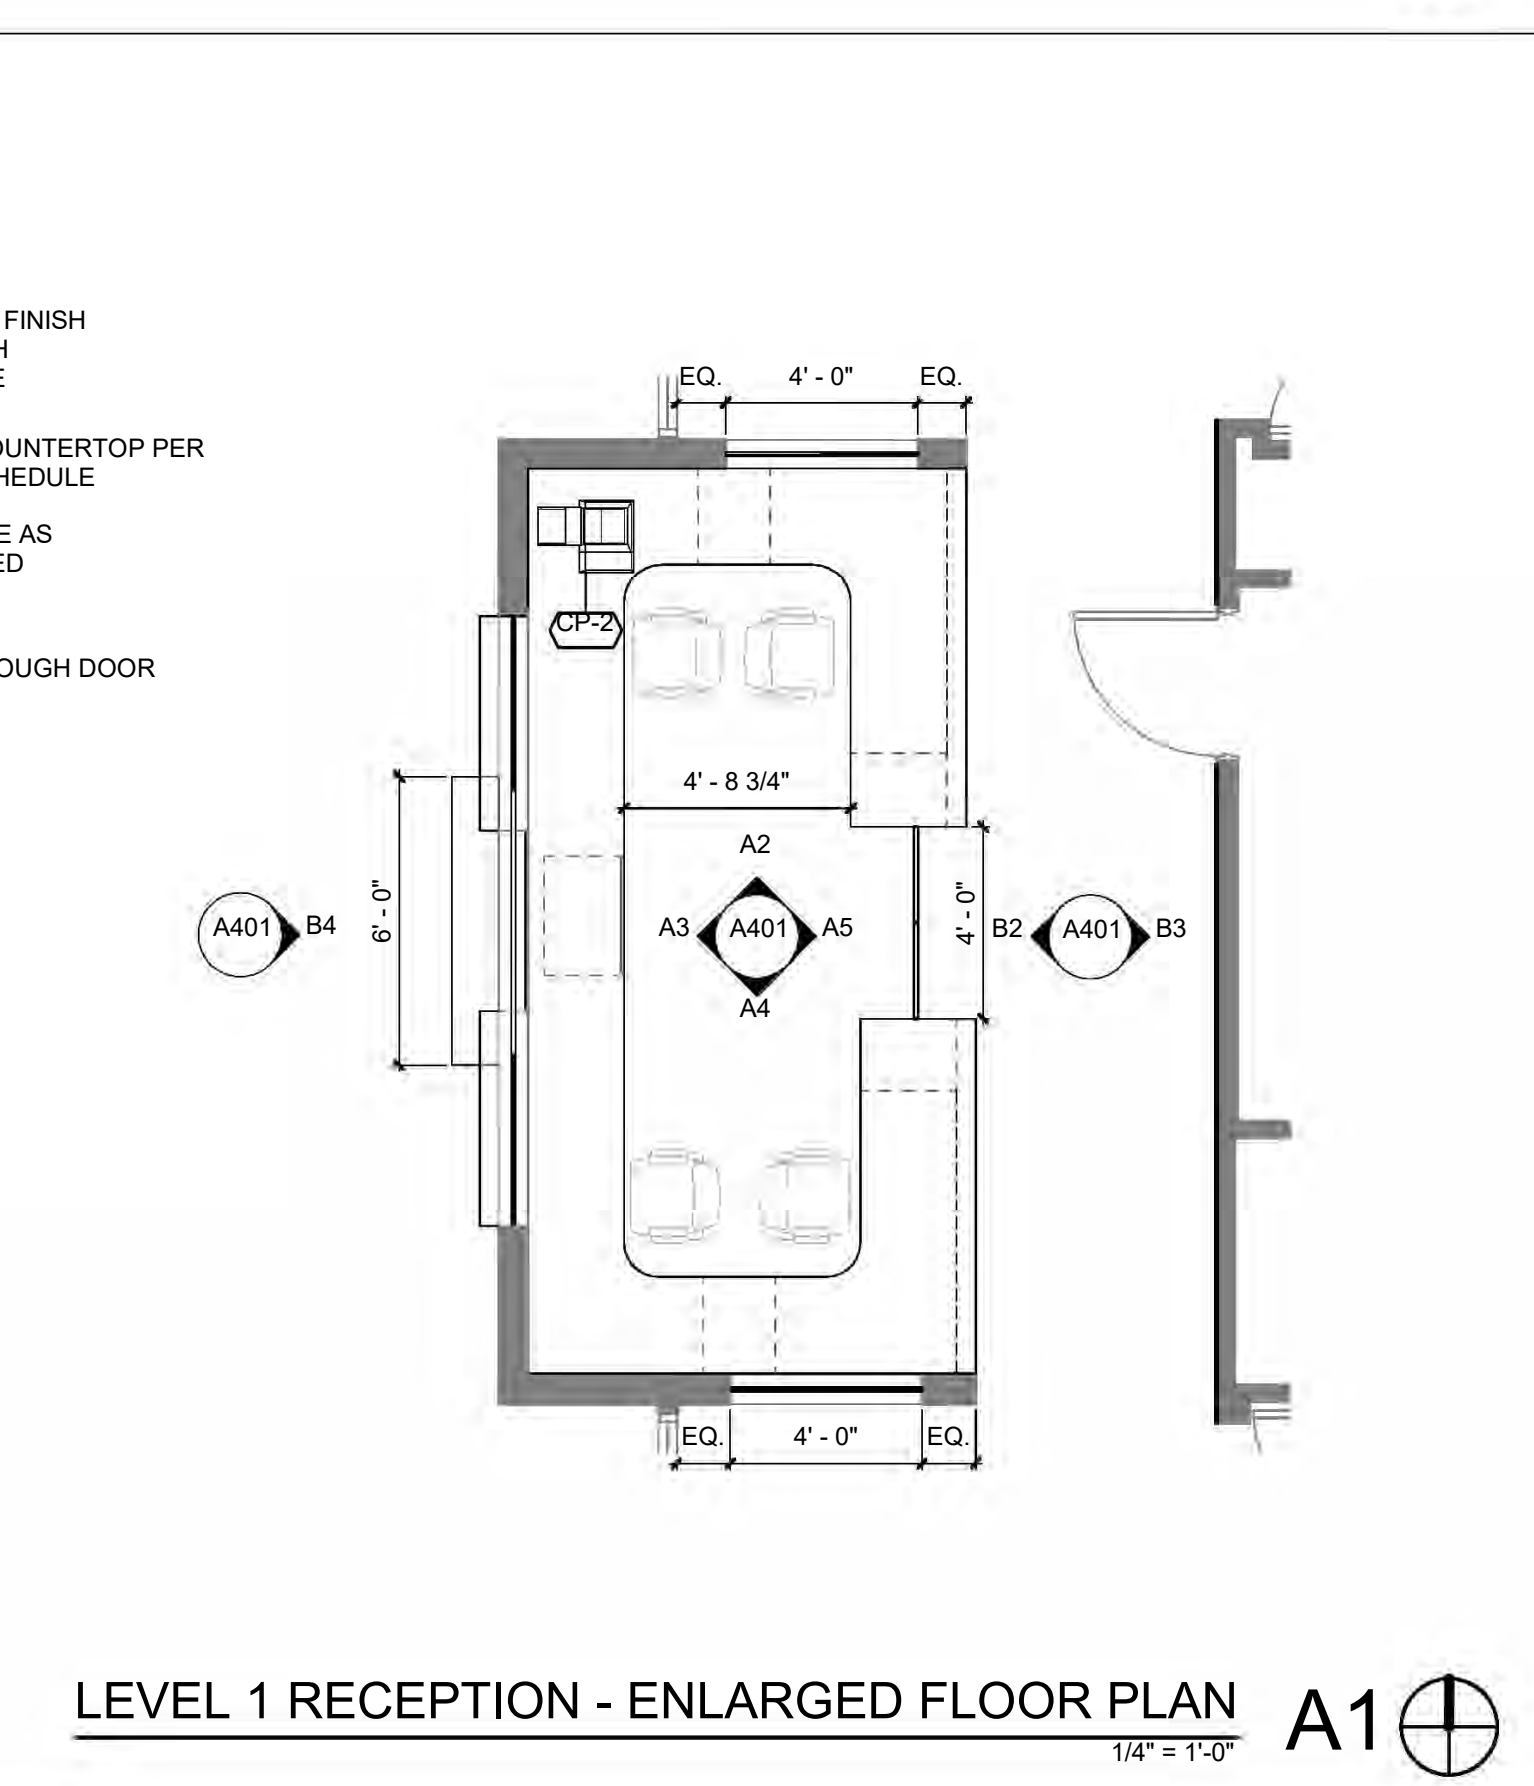 FINISH
H
E
OUNTERTOP PER
HEDULE
E AS
ED
OUGH DOOR
EQ.
4' - 0"
EQ.
CP-2
4' - 8 3/4"
6' - 0"
4' - 0"
A2
A3
A401
A5
A4
A401
B4
B2
A401
B3
EQ.
4' - 0"
EQ.
LEVEL 1 RECEPTION - ENLARGED FLOOR PLAN
A1
1/4" = 1'-0"